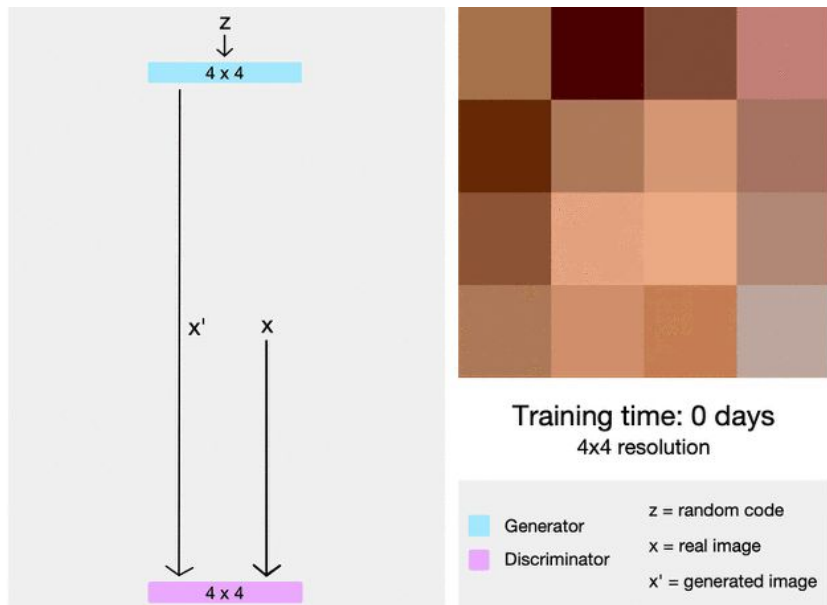 z
4 x 4
x'
x
4 x 4
Training time: 0 days
4x4 resolution
Generator
Discriminator
z = random code
x = real image
x' = generated image